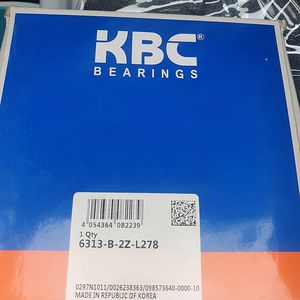 KBC®
BEARINGS
4 054364 082239
1 Qty
6313-B-2Z-L278
0297N1011/0026238363/098573640-0000-10
MADE IN REPUBLIC OF KOREA